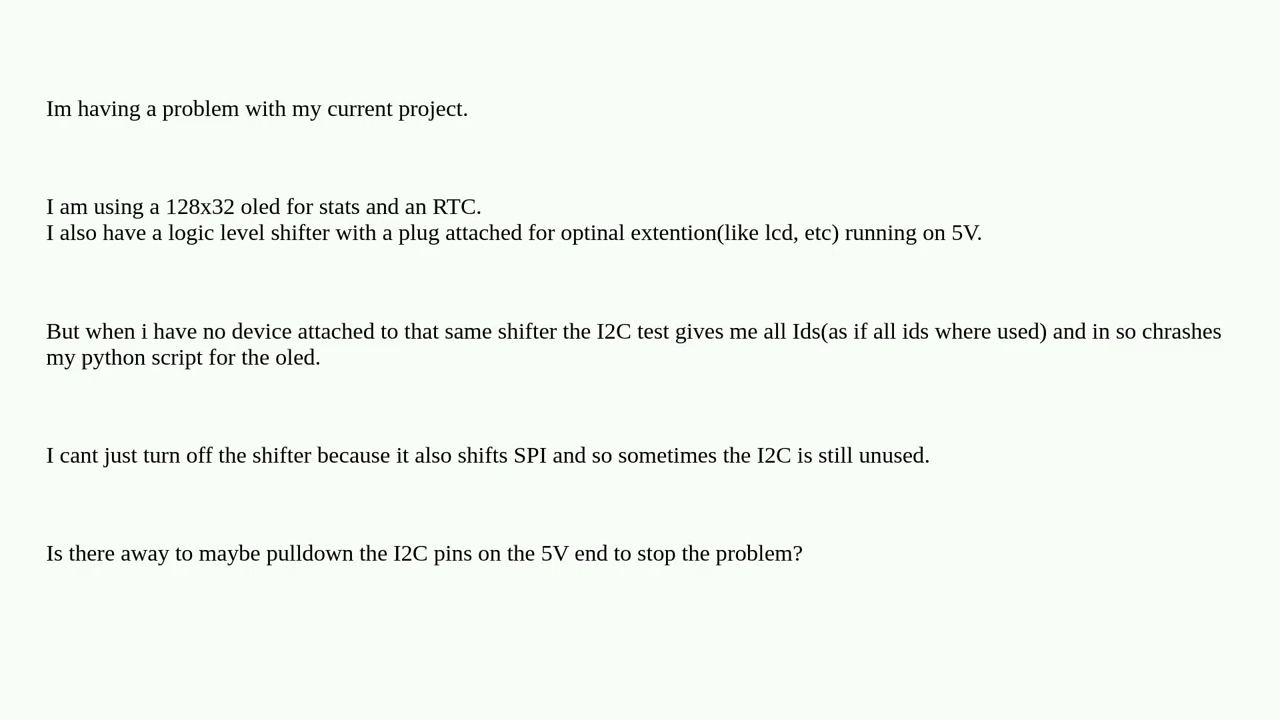 Im having a problem with my current project.
I am using a 128x32 oled for stats and an RTC.
I also have a logic level shifter with a plug attached for optinal extention(like lcd, etc) running on 5V.
But when i have no device attached to that same shifter the I2C test gives me all Ids(as if all ids where used) and in so chrashes
my python script for the oled.
I cant just turn off the shifter because it also shifts SPI and so sometimes the I2C is still unused.
Is there away to maybe pulldown the I2C pins on the 5V end to stop the problem?